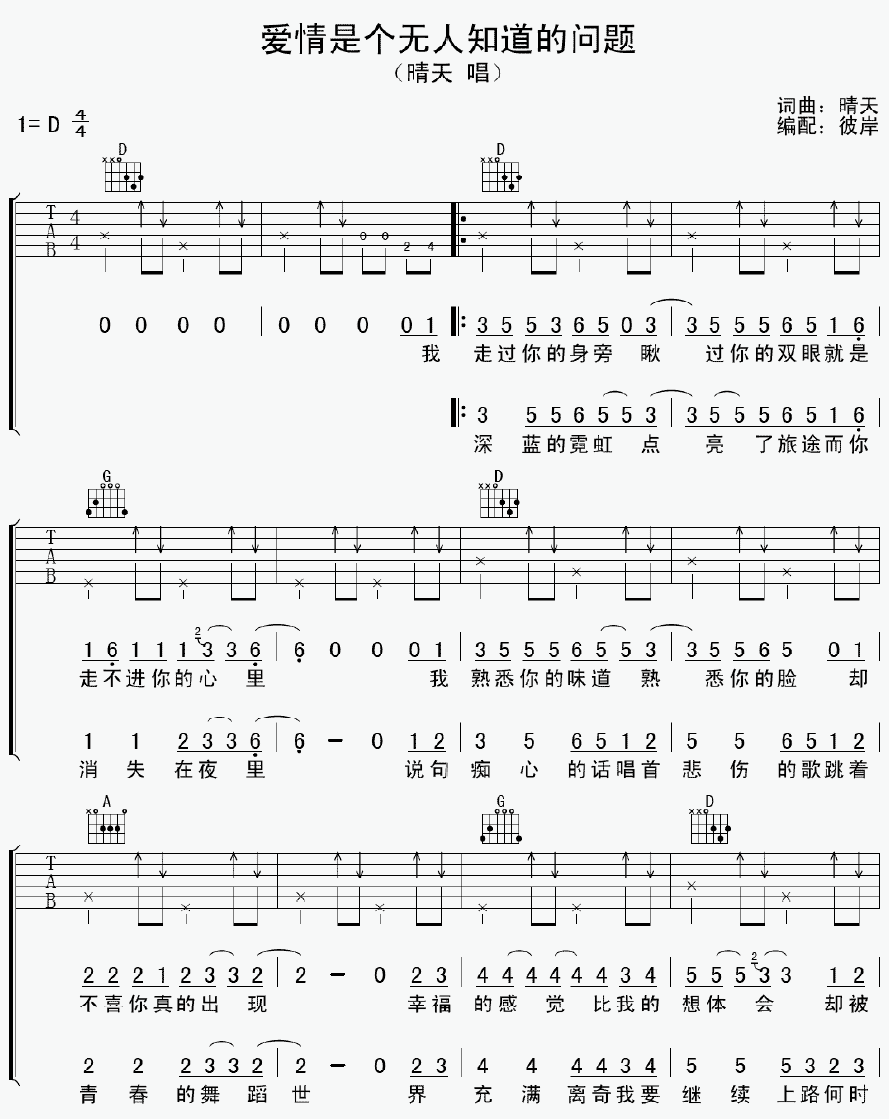 爱情是个无人知道的问题
（晴天 唱）
词曲：晴天
1= D 4/4
编配：彼岸
D D
T A B 4 4 0 0 2 4
0 0 0 0 0 0 0 0 1 3 5 5 3 6 5 0 3 3 5 5 5 6 5 1 6
我 走过你的身旁 瞅 过你的双眼就是
3 5 5 6 5 5 3 3 5 5 5 6 5 1 6
深 蓝的霓虹 点 亮 了旅途而你
G D
T A B
1 6 1 1 1 2 3 3 6 6 0 0 0 1 3 5 5 5 6 5 5 3 3 5 5 6 5 0 1
走不进你的心 里 我 熟悉你的味道 熟 悉你的脸 却
1 1 2 3 3 6 6 - 0 1 2 3 5 6 5 1 2 5 5 6 5 1 2
消 失 在夜 里 说句 痴 心 的话唱首 悲 伤 的歌跳着
A G D
T A B
2 2 2 1 2 3 3 2 2 - 0 2 3 4 4 4 4 4 4 3 4 5 5 5 2 3 3 1 2
不喜你真的出 现 幸福 的感 觉 比我的 想体 会 却被
2 2 2 3 3 2 2 - 0 2 3 4 4 4 4 3 4 5 5 6 5 1 2
青 春 的舞 蹈 世 界 充 满 离奇我要 继 续 上路何时